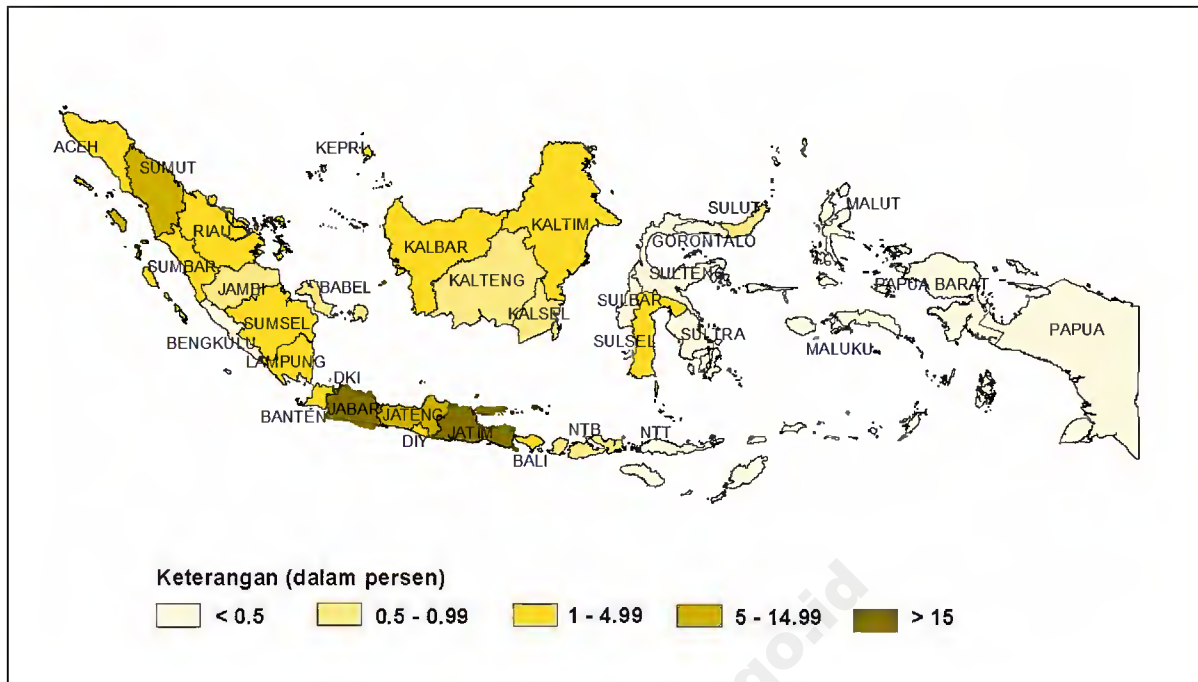 ACEH
SUMUT
KEPRI
RIAU
SUMBAR
JAMBI
BABEL
SUMSEL
BENGKULU
LAMPUNG
DKI
BANTEN
JABAR
JATENG
DIY
JATIM
BALI
NTB
NTT
KALBAR
KALTIM
KALTENG
KALSEL
SULUT
GORONTALO
SULTENG
SULBAR
SULSEL
SULTRA
MALUT
MALUKU
PAPUA BARAT
PAPUA
Keterangan (dalam persen)
< 0.5 0.5 - 0.99 1 - 4.99 5 - 14.99 > 15
go.id